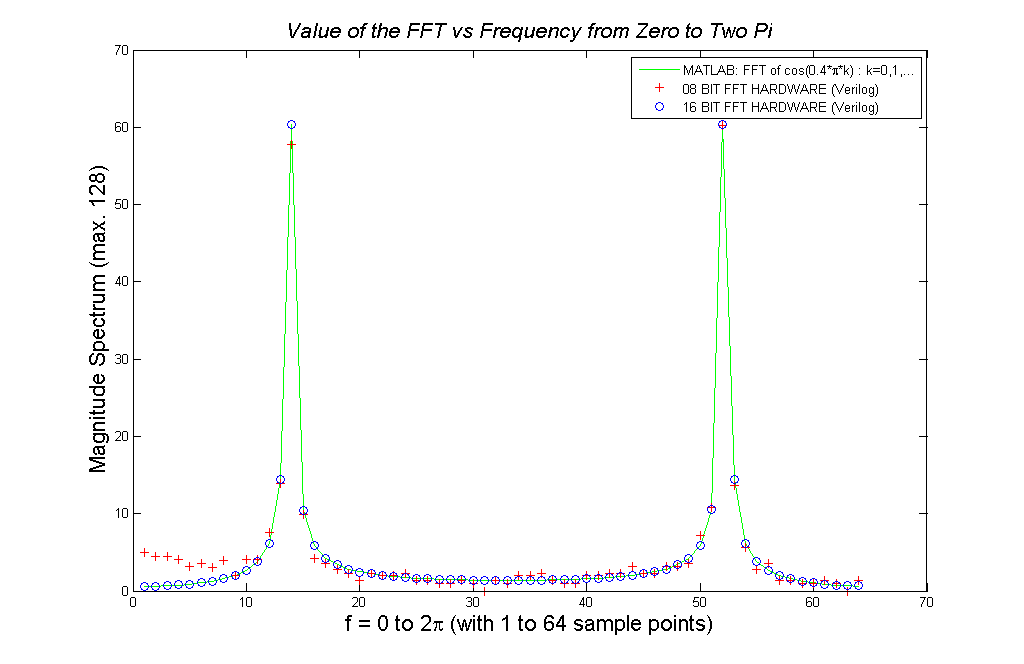 Value of the FFT vs Frequency from Zero to Two Pi
MATLAB: FFT of cos(0.4*π*k) : k=0,1,...
08 BIT FFT HARDWARE (Verilog)
16 BIT FFT HARDWARE (Verilog)
Magnitude Spectrum (max. 128)
70
60
50
40
30
20
10
0
0 10 20 30 40 50 60 70
f = 0 to 2π (with 1 to 64 sample points)